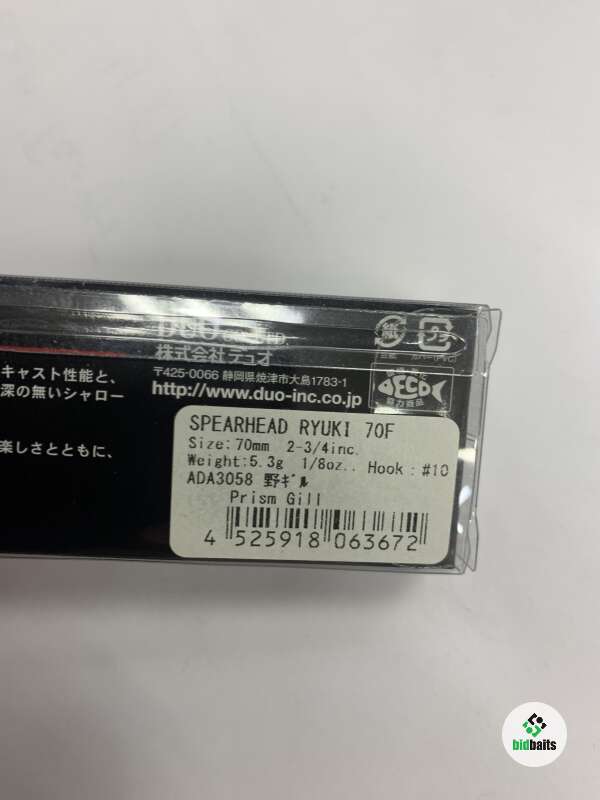 株式会社デュオ
〒425-0066 静岡県焼津市大島1783-1
http://www.duo-inc.co.jp
キャスト性能と、
深の無いシャロー
楽しさとともに、
SPEARHEAD RYUKI 70F
Size:70mm 2-3/4inc.
Weight:5.3g 1/8oz.. Hook:#10
ADA3058 野ギル
Prism Gill
4 525918 063672
bidbaits